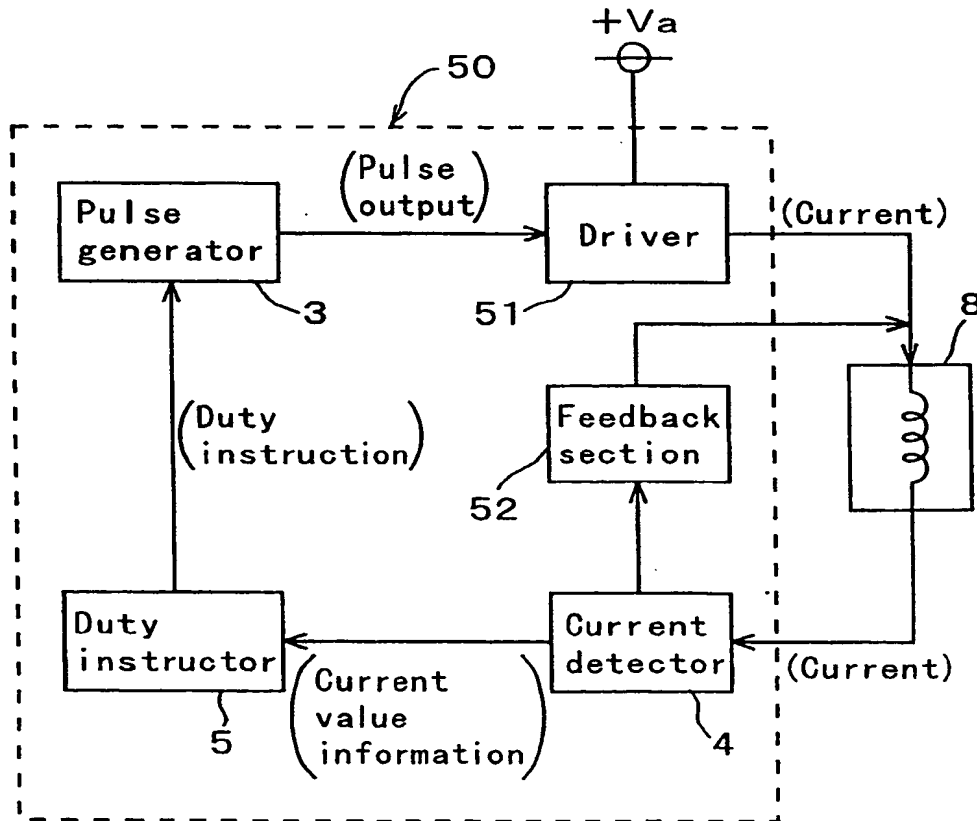 +Va
50
(Pulse
output)
Pulse
generator
Driver
(Current)
3
51
8
(Duty
instruction)
Feedback
section
52
Duty
instructor
Current
detector
(Current)
(Current
value
information)
5
4